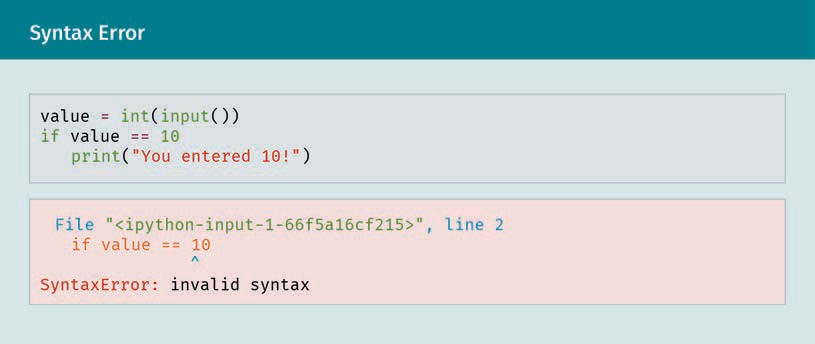 Syntax Error
value = int(input())
if value == 10
   print("You entered 10!")
File "<ipython-input-1-66f5a16cf215>", line 2
  if value == 10
              ^
SyntaxError: invalid syntax